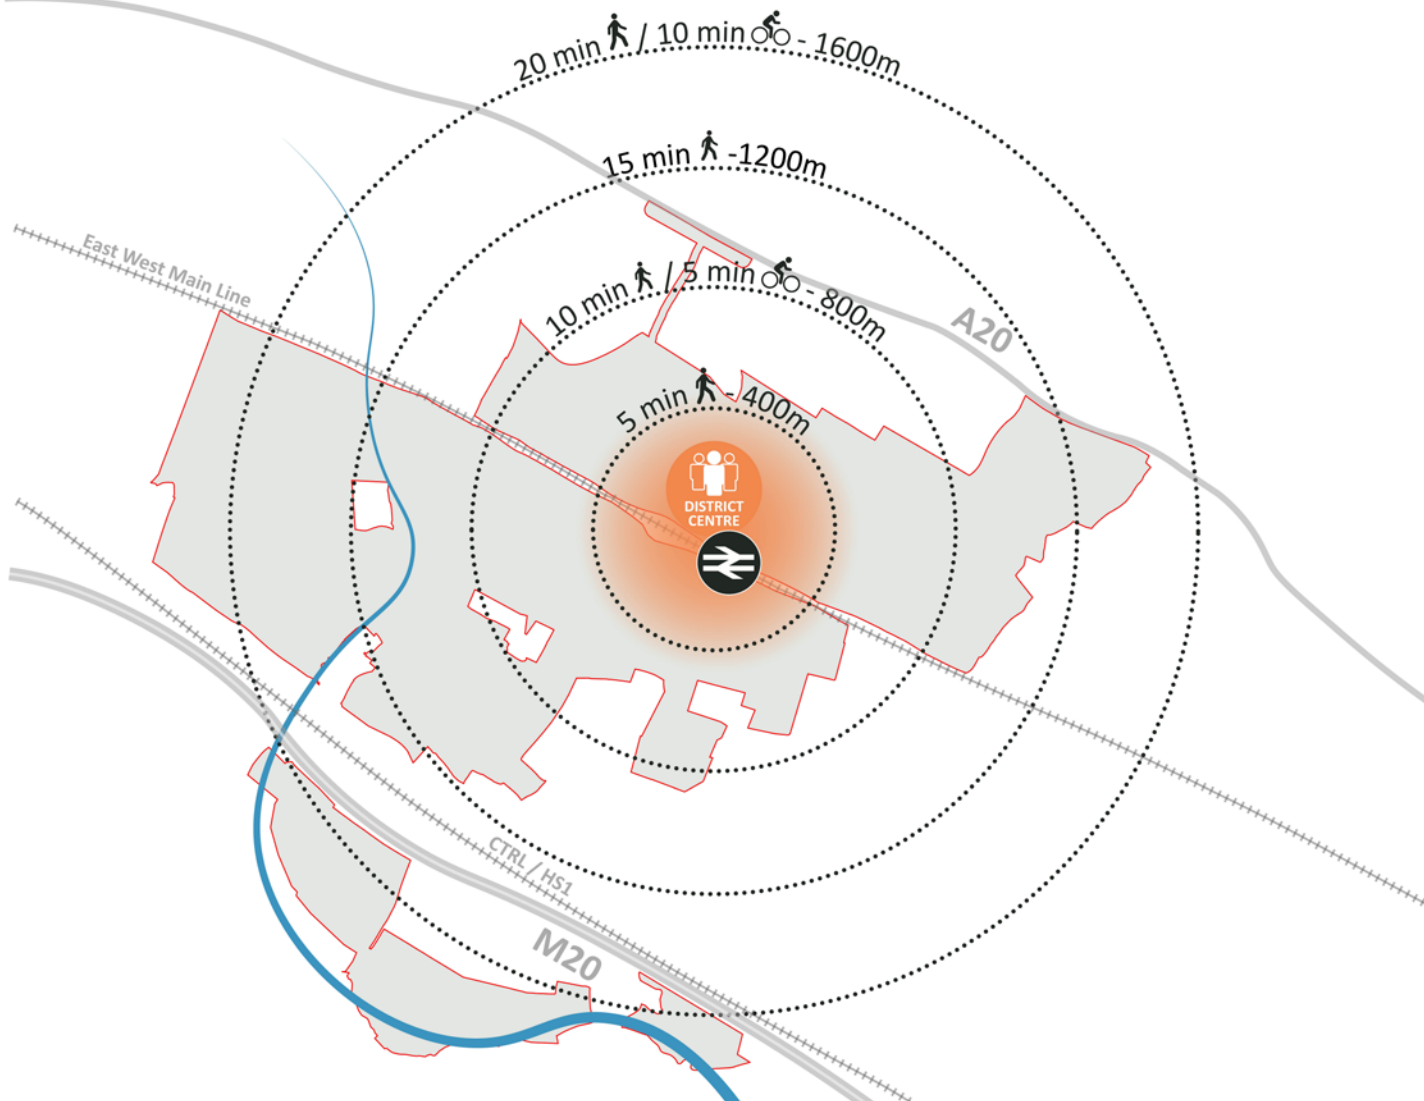 20 min / 10 min - 1600m
15 min -1200m
East West Main Line
10 min / 5 min - 800m
A20
5 min - 400m
DISTRICT
CENTRE
CTRL / HS1
M20